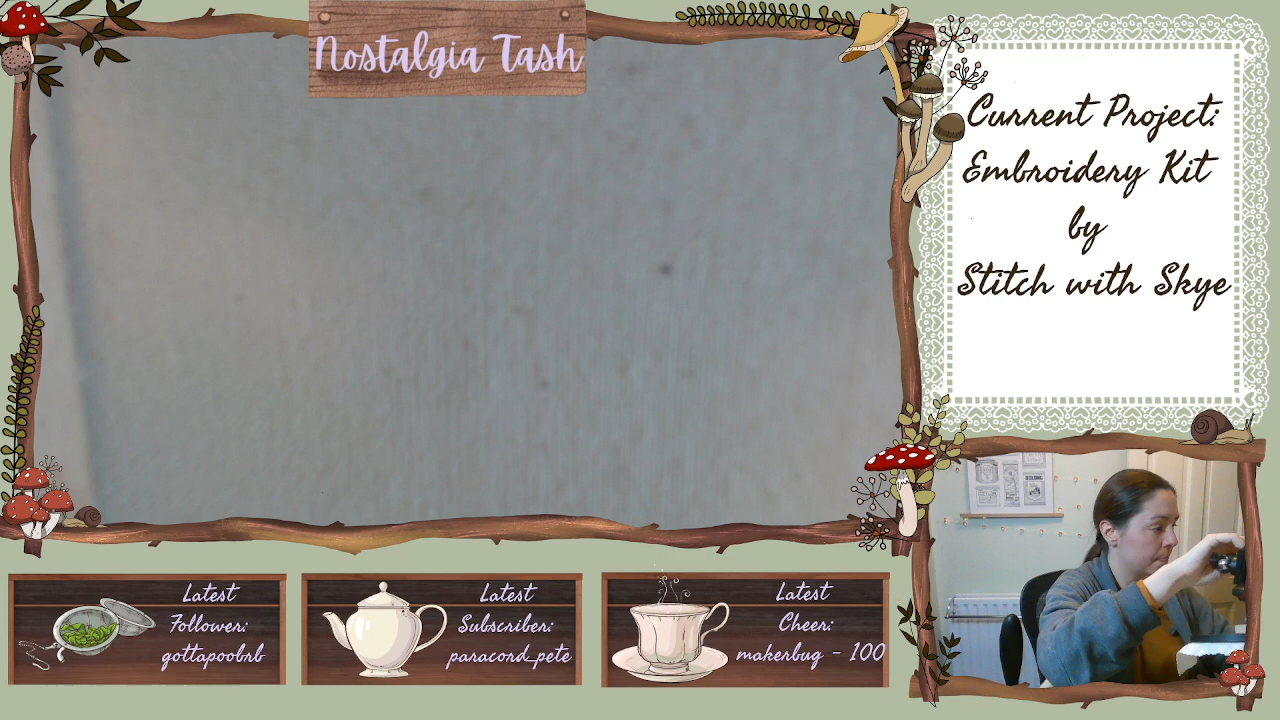 Nostalgia Tash
Current Project:
Embroidery Kit
by
Stitch with Skye
Latest
Follower:
gottapoobrb
Latest
Subscriber:
paracord_pete
Latest
Cheer:
makerbug - 100